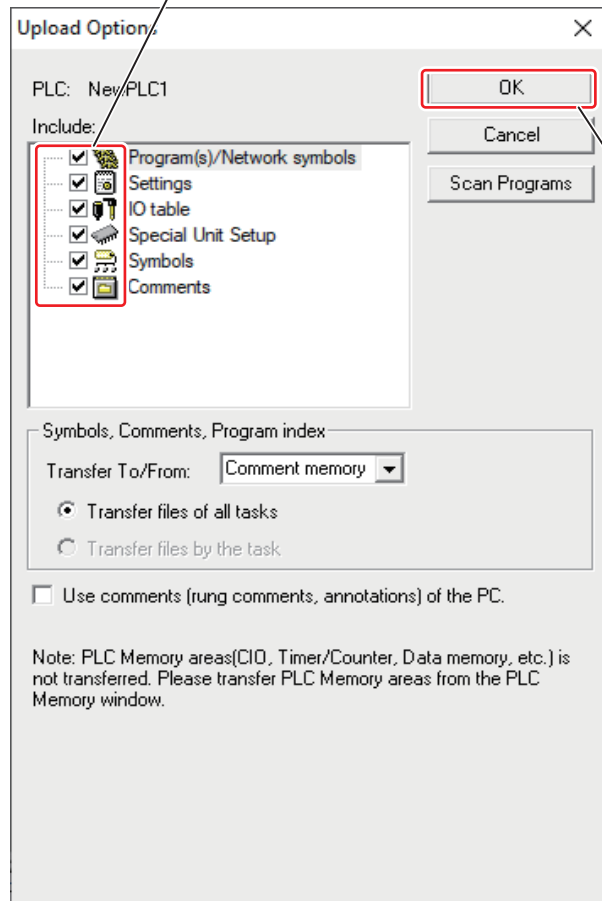 Upload Options
PLC: NewPLC1
OK
Include:
Cancel
Program(s)/Network symbols
Scan Programs
Settings
IO table
Special Unit Setup
Symbols
Comments
Symbols, Comments, Program index
Transfer To/From: Comment memory
Transfer files of all tasks
Transfer files by the task
Use comments (rung comments, annotations) of the PC.
Note: PLC Memory areas(CIO, Timer/Counter, Data memory, etc.) is
not transferred. Please transfer PLC Memory areas from the PLC
Memory window.